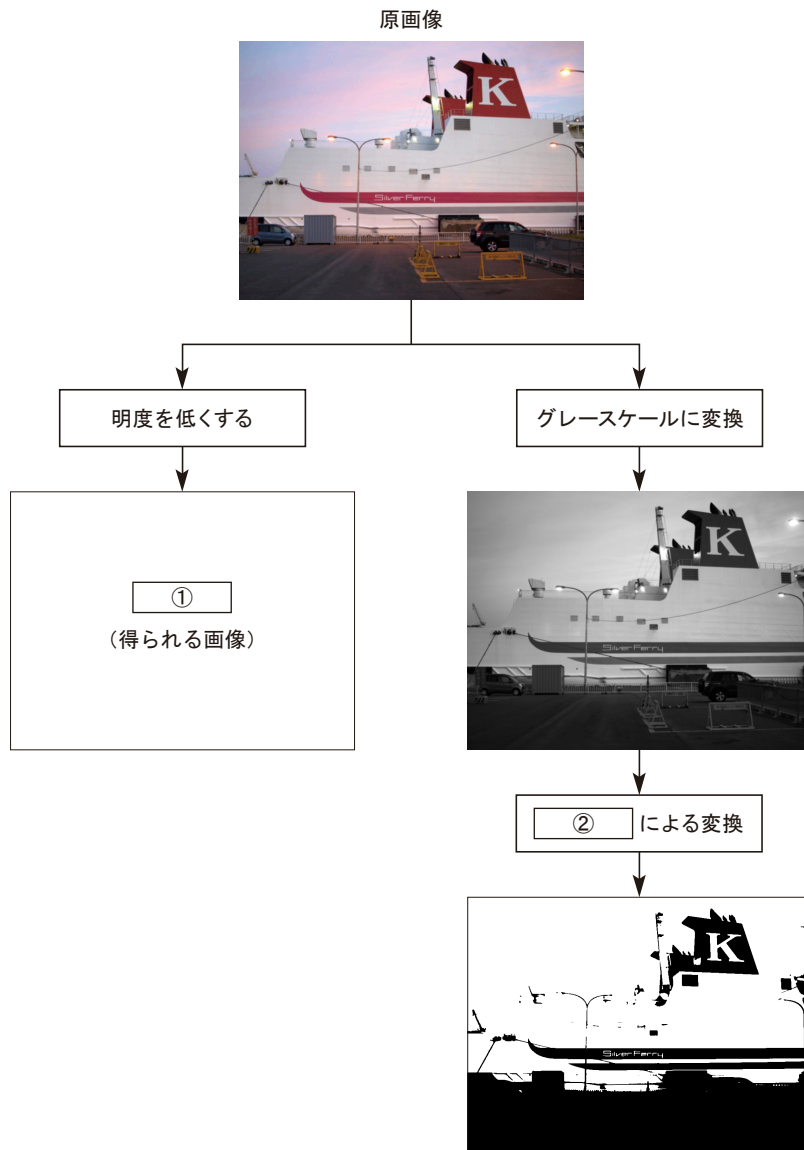 原画像
K
Silver Ferry
明度を低くする
グレースケールに変換
①
(得られる画像)
K
Silver Ferry
②による変換
K
Silver Ferry